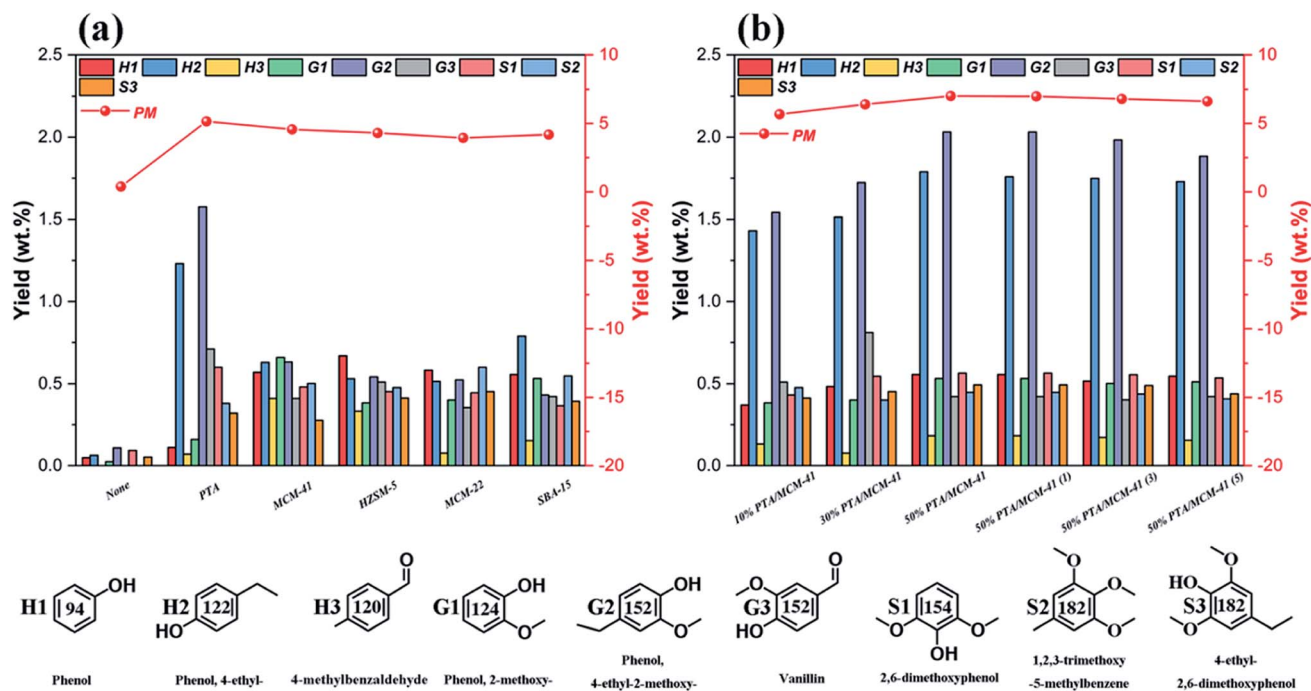 (a)
2.5
2.0
1.5
1.0
0.5
0.0
Yield (wt.%)
H1 H2 H3 G1 G2 G3 S1 S2
S3
PM
10
5
0
-5
-10
-15
-20
Yield (wt.%)
None PTA MCM-41 HZSM-5 MCM-22 SBA-15
(b)
2.5
2.0
1.5
1.0
0.5
0.0
Yield (wt.%)
H1 H2 H3 G1 G2 G3 S1 S2
S3
PM
10
5
0
-5
-10
-15
-20
Yield (wt.%)
10% PTA/MCM-41 30% PTA/MCM-41 50% PTA/MCM-41 50% PTA/MCM-41 (1) 50% PTA/MCM-41 (3) 50% PTA/MCM-41 (5)
H1 94 OH
Phenol
H2 122 HO
Phenol, 4-ethyl-
H3 120 O
4-methylbenzaldehyde
G1 124 OH O
Phenol, 2-methoxy-
G2 152 OH O
Phenol,
4-ethyl-2-methoxy-
G3 152 O O HO
Vanillin
S1 154 O O OH
2,6-dimethoxyphenol
S2 182 O O O
1,2,3-trimethoxy
-5-methylbenzene
S3 182 O HO O
4-ethyl-
2,6-dimethoxyphenol